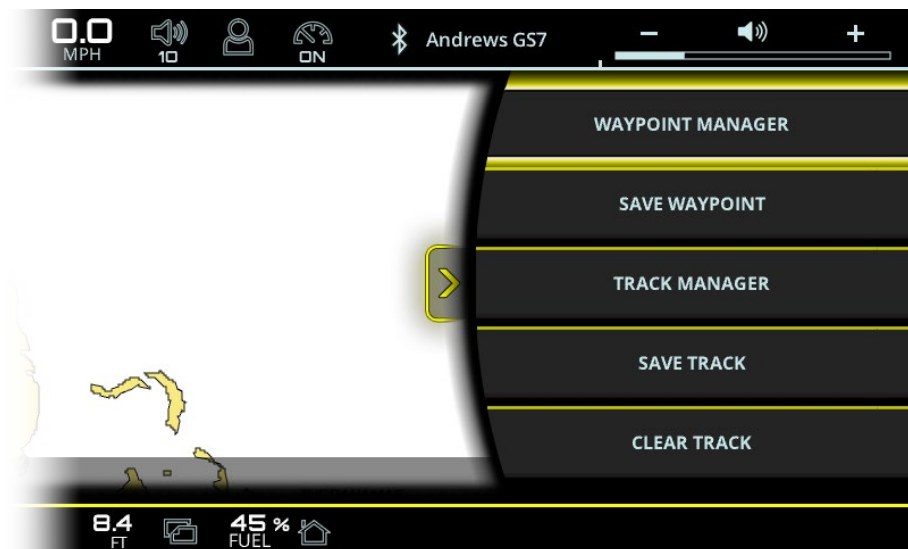 0.0
MPH
10
ON
Andrews GS7
WAYPOINT MANAGER
SAVE WAYPOINT
TRACK MANAGER
SAVE TRACK
CLEAR TRACK
8.4
FT
45 %
FUEL